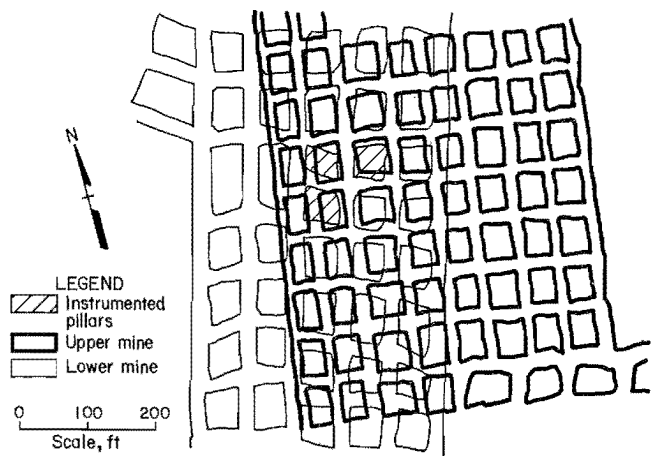 N
LEGEND
Instrumented
pillars
Upper mine
Lower mine
0 100 200
Scale, ft